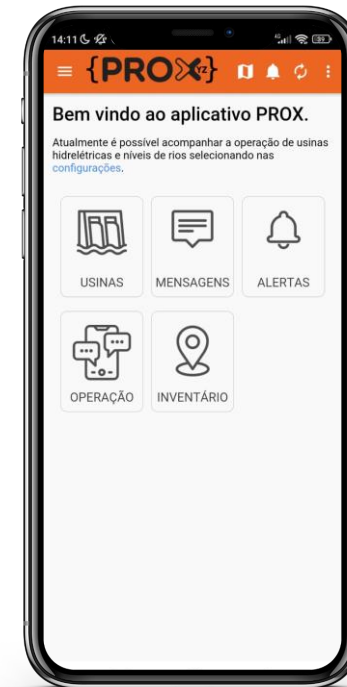 14:11
{PROXYZ}
Bem vindo ao aplicativo PROX.
Atualmente é possível acompanhar a operação de usinas
hidrelétricas e níveis de rios selecionando nas
configurações.
USINAS MENSAGENS ALERTAS
OPERAÇÃO INVENTÁRIO